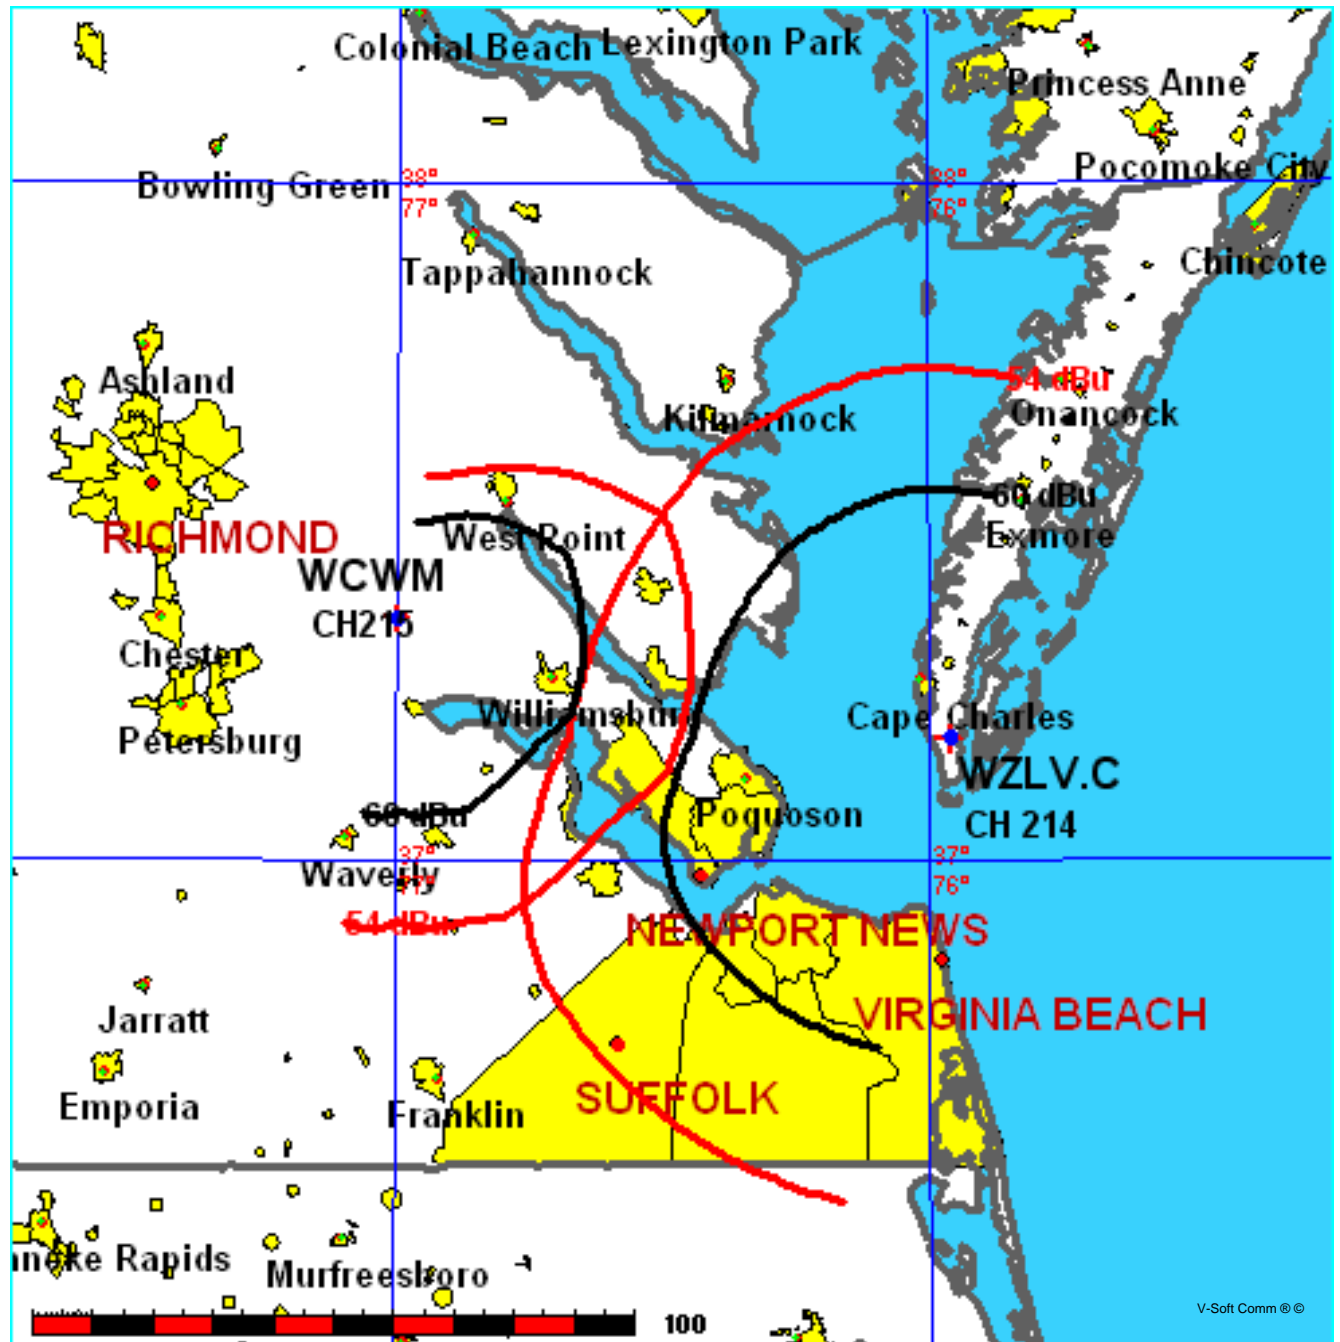 Colonial Beach
Lexington Park
Princess Anne
Pocomoke City
Bowling Green
38°
77°
38°
76°
Tappahannock
Chincote
Ashland
54 dBu
Kilmarnock
Onancock
60 dBu
RICHMOND
West Point
Exmore
WCWM
CH215
Chester
Williamsburg
Cape Charles
Petersburg
WZLV.C
60 dBu
Poquoson
CH 214
37°
77°
37°
76°
Waverly
54 dBu
NEWPORT NEWS
Jarratt
VIRGINIA BEACH
Emporia
Franklin
SUFFOLK
nneke Rapids
Murfreesboro
100
V-Soft Comm ® ©